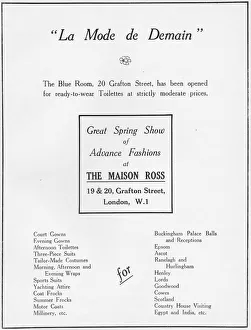 "La Mode de Demain"
The Blue Room, 20 Grafton Street, has been opened
for ready-to-wear Toilettes at strictly moderate prices.
Great Spring Show
of
Advance Fashions
at
THE MAISON ROSS
19 & 20, Grafton Street,
London, W.1
Court Gowns
Evening Gowns
Afternoon Toilettes
Three-Piece Suits
Tailor-Made Costumes
Morning, Afternoon and
Evening Wraps
Sports Suits
Yachting Attire
Coat Frocks
Summer Frocks
Motor Coats
Millinery, etc.
for
Buckingham Palace Balls
and Receptions
Epsom
Ascot
Ranelagh and
Hurlingham
Henley
Lords
Goodwood
Cowes
Scotland
Country House Visiting
Egypt and India, etc.